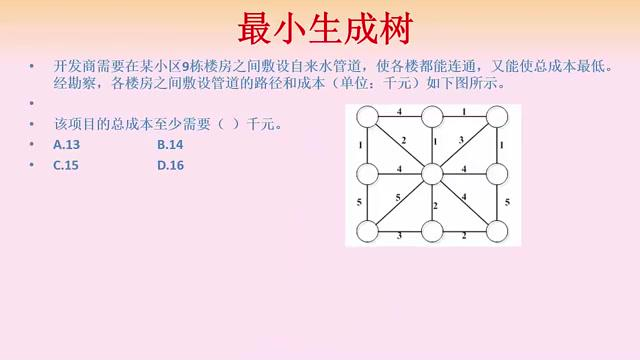 最小生成树
开发商需要在某小区9栋楼房之间敷设自来水管道，使各楼都能连通，又能使总成本最低。
经勘察，各楼房之间敷设管道的路径和成本（单位：千元）如下图所示。
该项目的总成本至少需要（ ）千元。
A.13 B.14
C.15 D.16
4 1
1 2 1 3 1
4 4
5 5 2 4 5
3 2